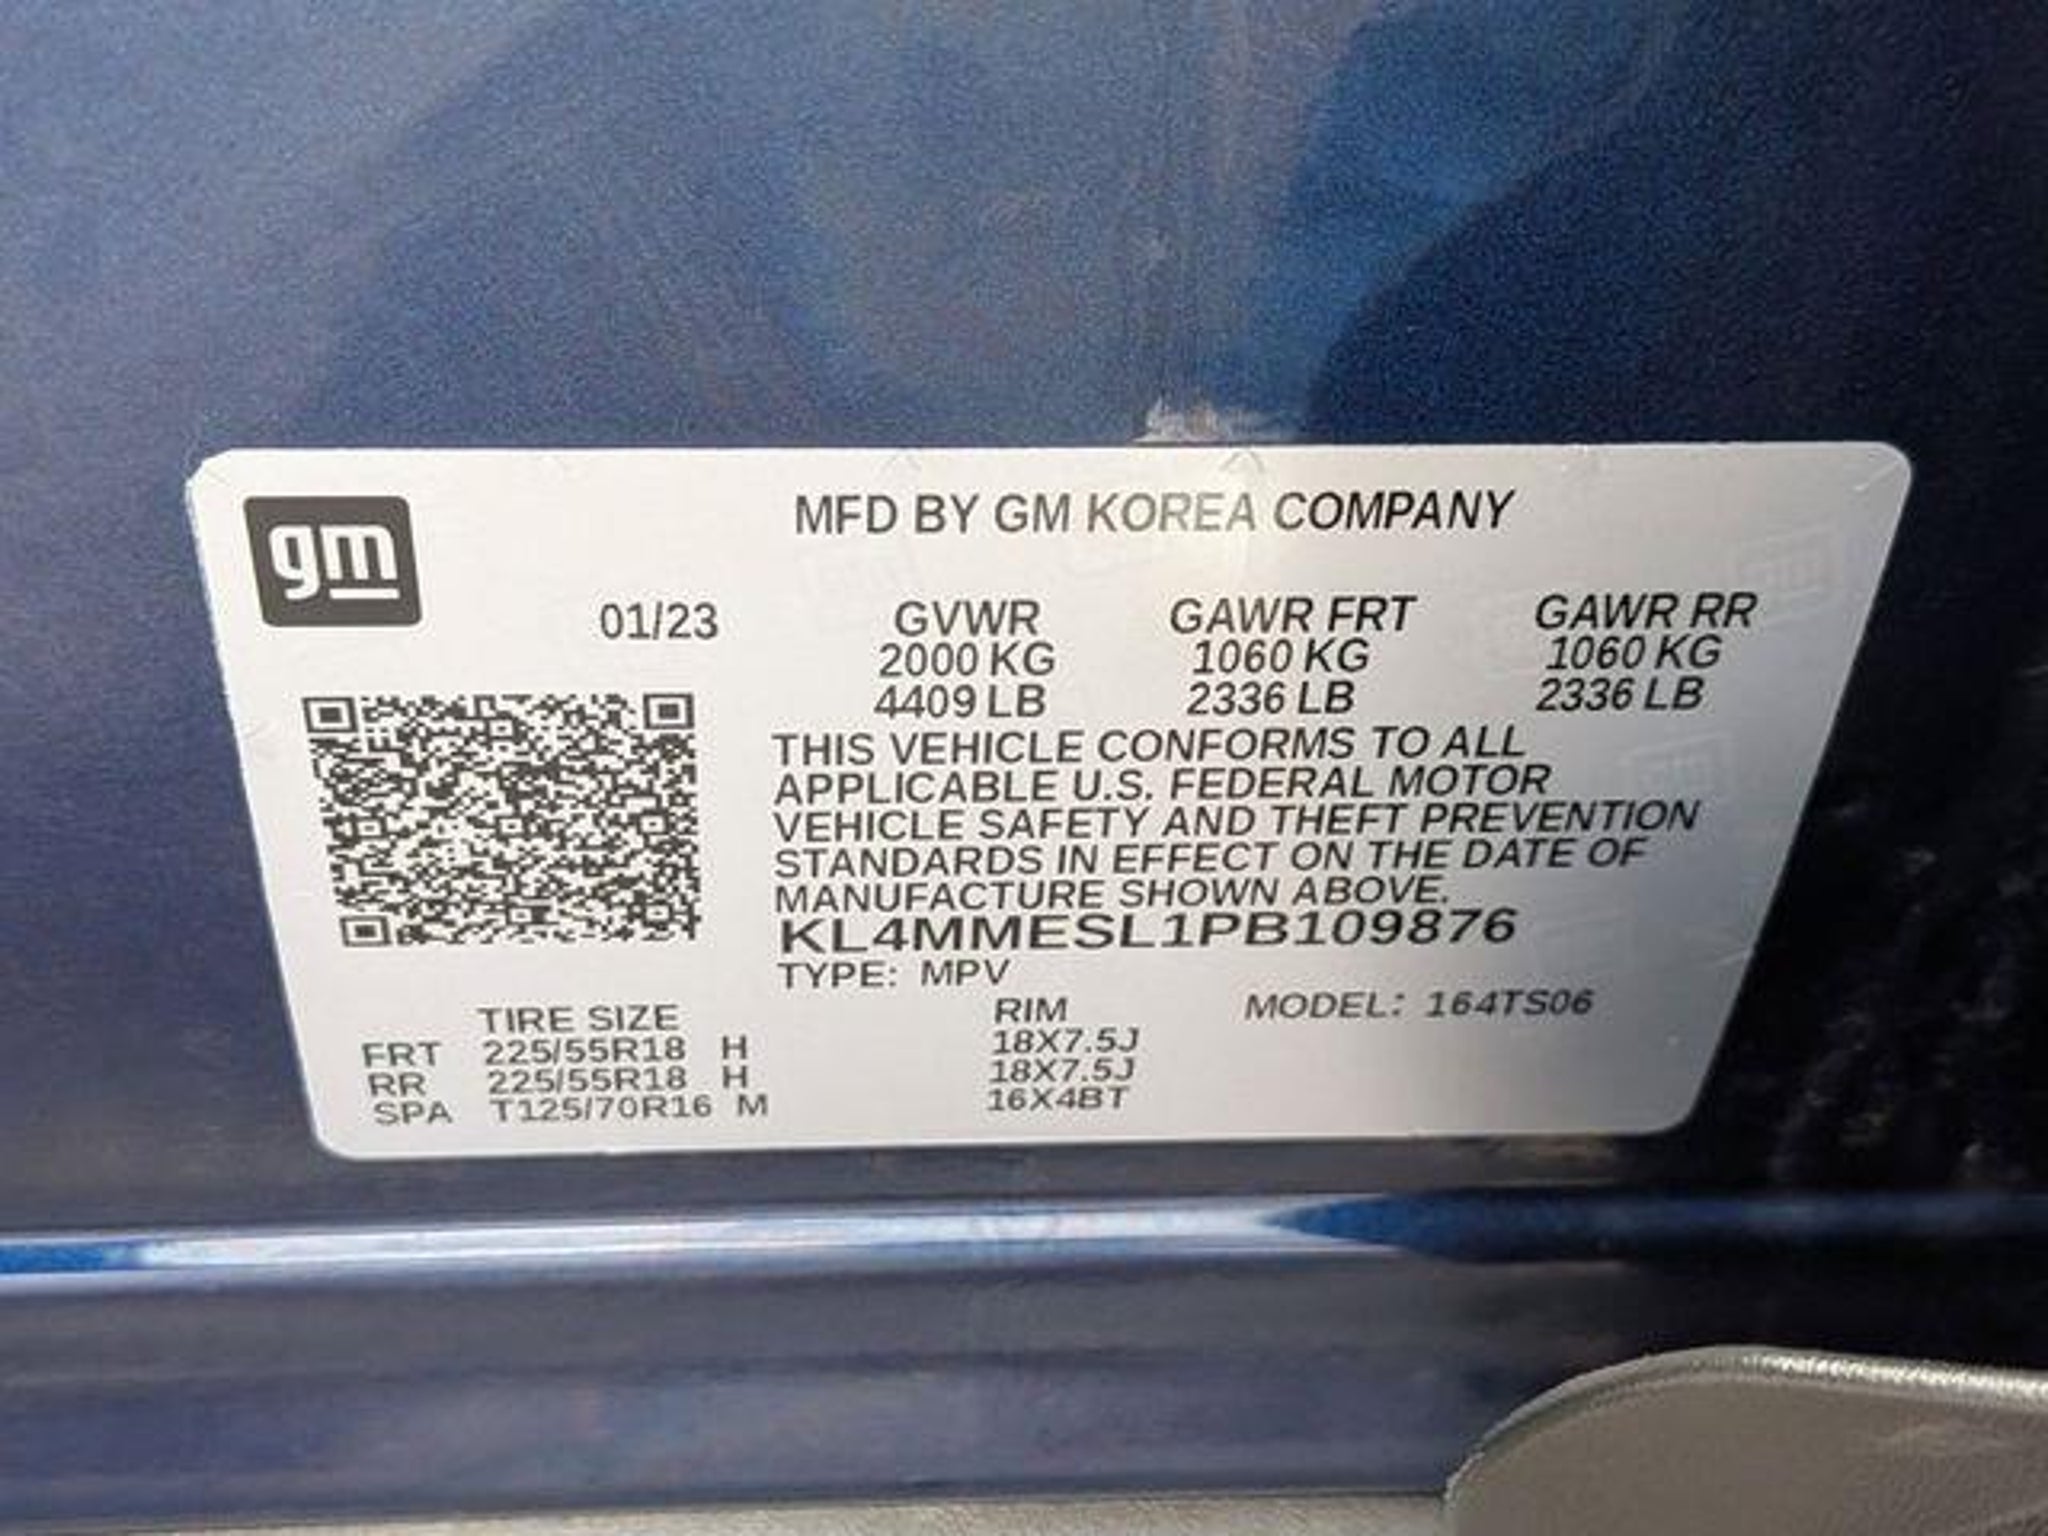 gm
MFD BY GM KOREA COMPANY
01/23 GVWR GAWR FRT GAWR RR
2000 KG 1060 KG 1060 KG
4409 LB 2336 LB 2336 LB
THIS VEHICLE CONFORMS TO ALL
APPLICABLE U.S. FEDERAL MOTOR
VEHICLE SAFETY AND THEFT PREVENTION
STANDARDS IN EFFECT ON THE DATE OF
MANUFACTURE SHOWN ABOVE.
KL4MMESL1PB109876
TYPE: MPV
TIRE SIZE RIM MODEL: 164TS06
FRT 225/55R18 H 18X7.5J
RR 225/55R18 H 18X7.5J
SPA T125/70R16 M 16X4BT